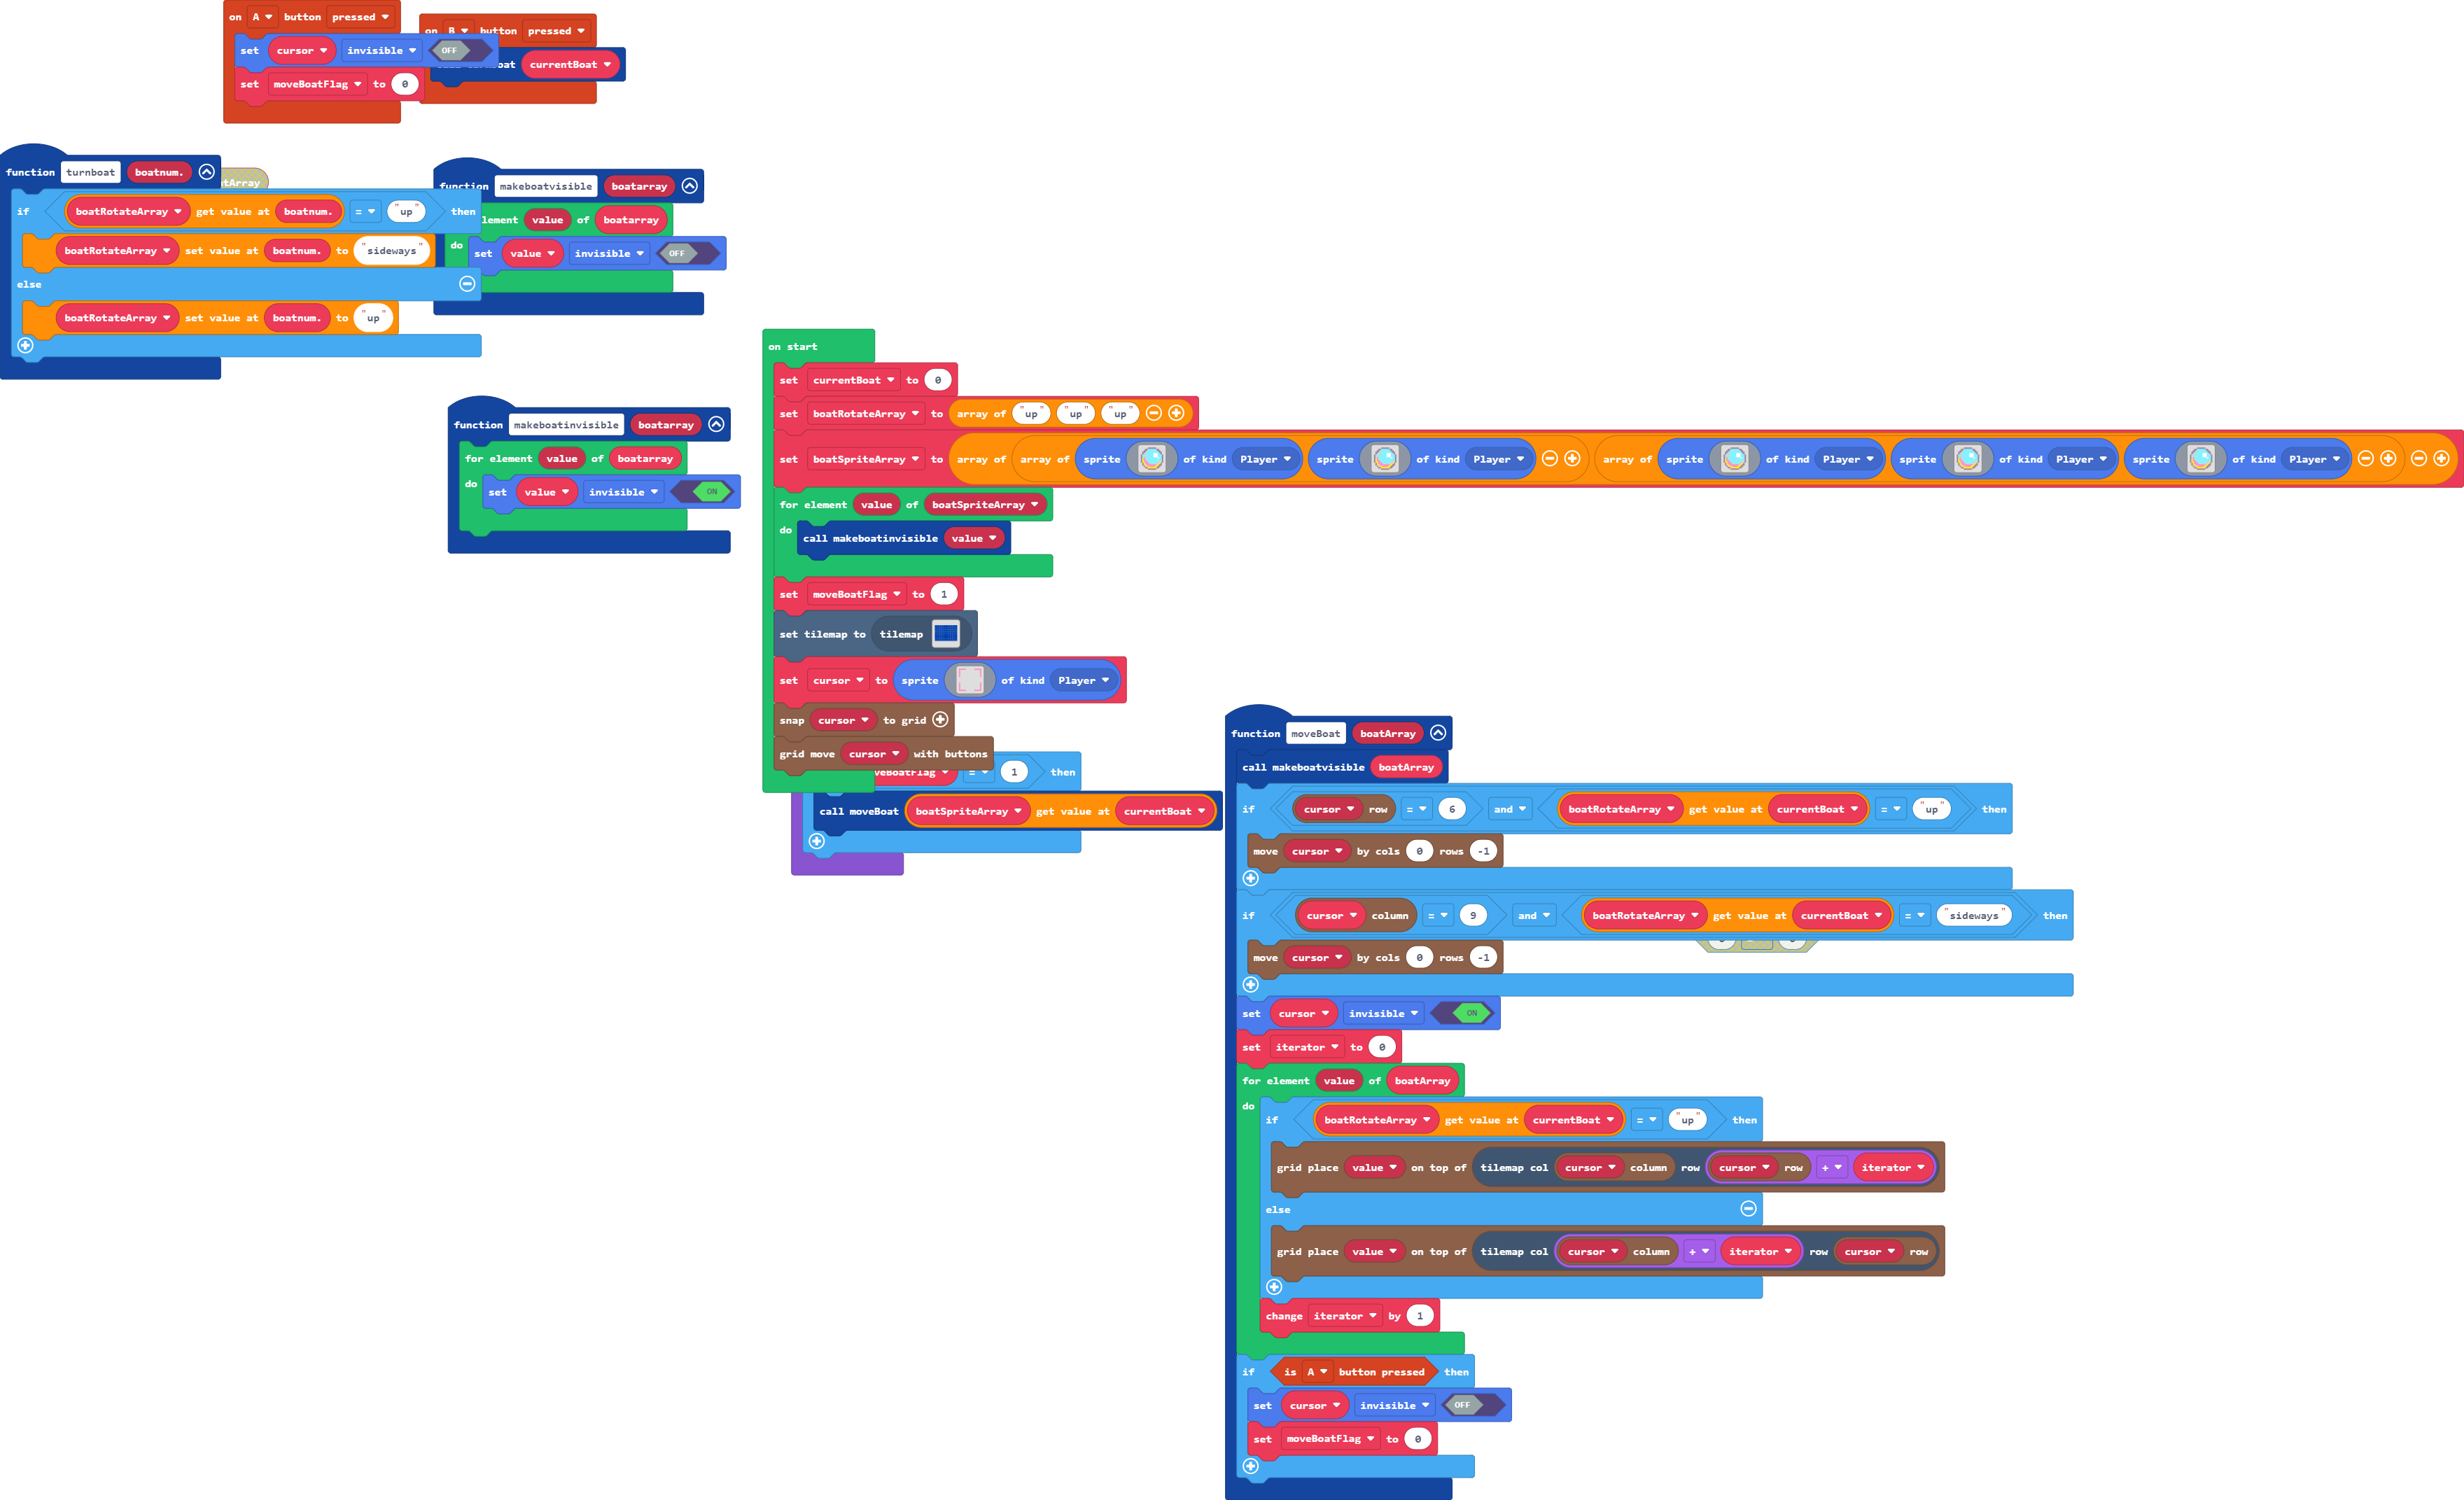 on A button pressed
set cursor invisible OFF
set moveBoatFlag to 0
on B button pressed
currentBoat
function turnboat boatnum.
if boatRotateArray get value at boatnum. = "up" then
boatRotateArray set value at boatnum. to "sideways"
else
boatRotateArray set value at boatnum. to "up"
function makeboatvisible boatarray
value of boatarray
do set value invisible OFF
function makeboatinvisible boatarray
for element value of boatarray
do set value invisible ON
on start
set currentBoat to 0
set boatRotateArray to array of "up" "up" "up"
set boatSpriteArray to array of array of sprite of kind Player sprite of kind Player array of sprite of kind Player sprite of kind Player sprite of kind Player
for element value of boatSpriteArray
do call makeboatinvisible value
set moveBoatFlag to 1
set tilemap to tilemap
set cursor to sprite of kind Player
snap cursor to grid
grid move cursor with buttons
= 1 then
call moveBoat boatSpriteArray get value at currentBoat
function moveBoat boatArray
call makeboatvisible boatArray
if cursor row = 6 and boatRotateArray get value at currentBoat = "up" then
move cursor by cols 0 rows -1
if cursor column = 9 and boatRotateArray get value at currentBoat = "sideways" then
move cursor by cols 0 rows -1
set cursor invisible ON
set iterator to 0
for element value of boatArray
do if boatRotateArray get value at currentBoat = "up" then
grid place value on top of tilemap col cursor column row cursor row + iterator
else
grid place value on top of tilemap col cursor column + iterator row cursor row
change iterator by 1
if is A button pressed then
set cursor invisible OFF
set moveBoatFlag to 0